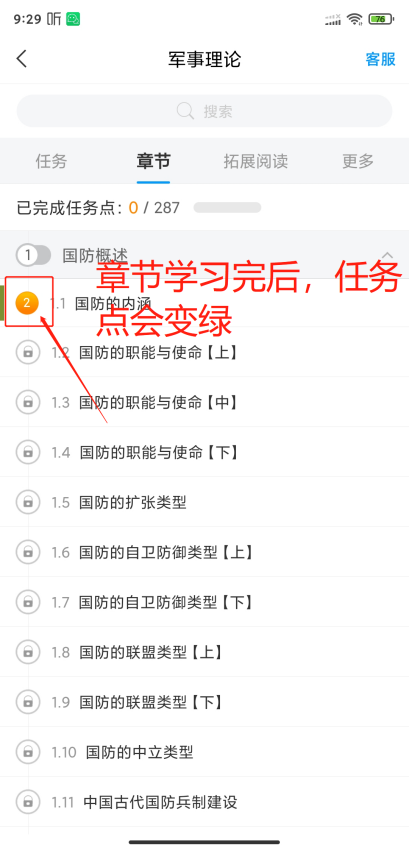 9:29 听 76
军事理论 客服
搜索
任务 章节 拓展阅读 更多
已完成任务点：0 / 287
1 国防概述
章节学习完后，任务
点会变绿
2 1.1 国防的内涵
1.2 国防的职能与使命【上】
1.3 国防的职能与使命【中】
1.4 国防的职能与使命【下】
1.5 国防的扩张类型
1.6 国防的自卫防御类型【上】
1.7 国防的自卫防御类型【下】
1.8 国防的联盟类型【上】
1.9 国防的联盟类型【下】
1.10 国防的中立类型
1.11 中国古代国防兵制建设